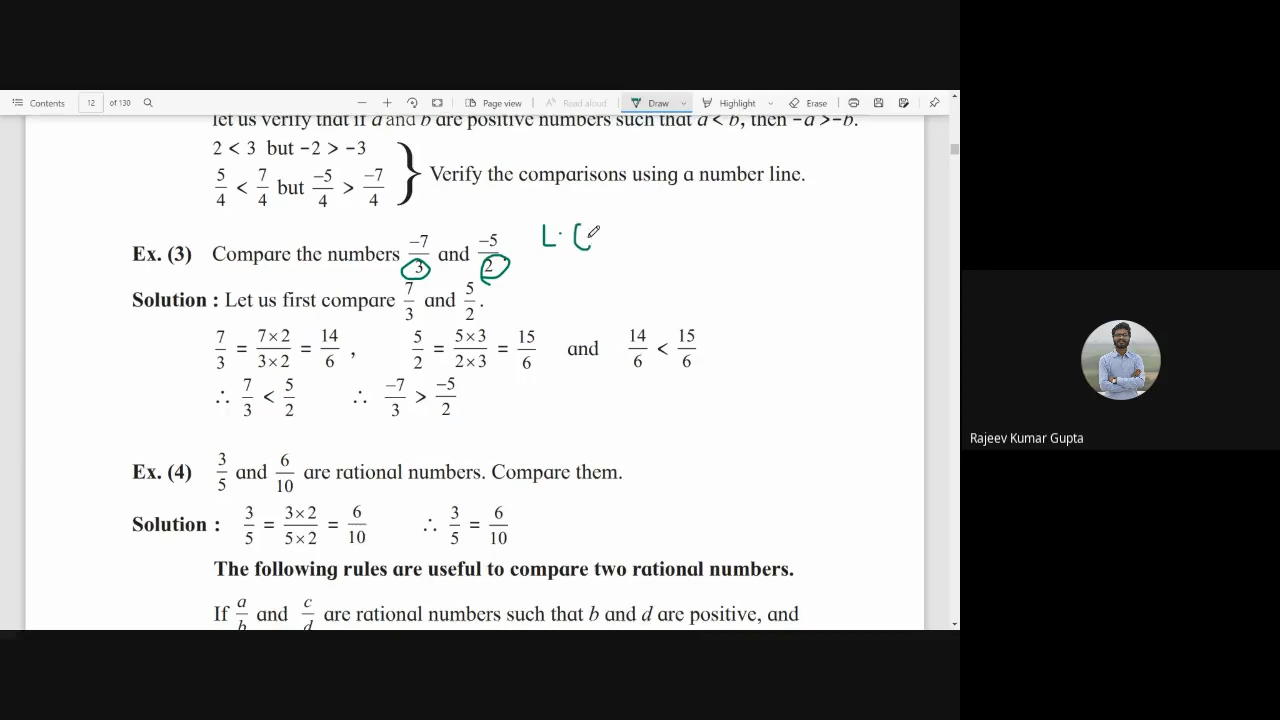 Contents 12 of 130 Page view Read aloud Draw Highlight Erase
let us verify that if a and b are positive numbers such that a < b, then −a >−b.
2 < 3 but −2 > −3
5/4 < 7/4 but −5/4 > −7/4 } Verify the comparisons using a number line.
Ex. (3) Compare the numbers −7/3 and −5/2 L. C
Solution : Let us first compare 7/3 and 5/2.
7/3 = 7×2/3×2 = 14/6 , 5/2 = 5×3/2×3 = 15/6 and 14/6 < 15/6
∴ 7/3 < 5/2 ∴ −7/3 > −5/2
Rajeev Kumar Gupta
Ex. (4) 3/5 and 6/10 are rational numbers. Compare them.
Solution : 3/5 = 3×2/5×2 = 6/10 ∴ 3/5 = 6/10
The following rules are useful to compare two rational numbers.
If a/b and c/d are rational numbers such that b and d are positive, and